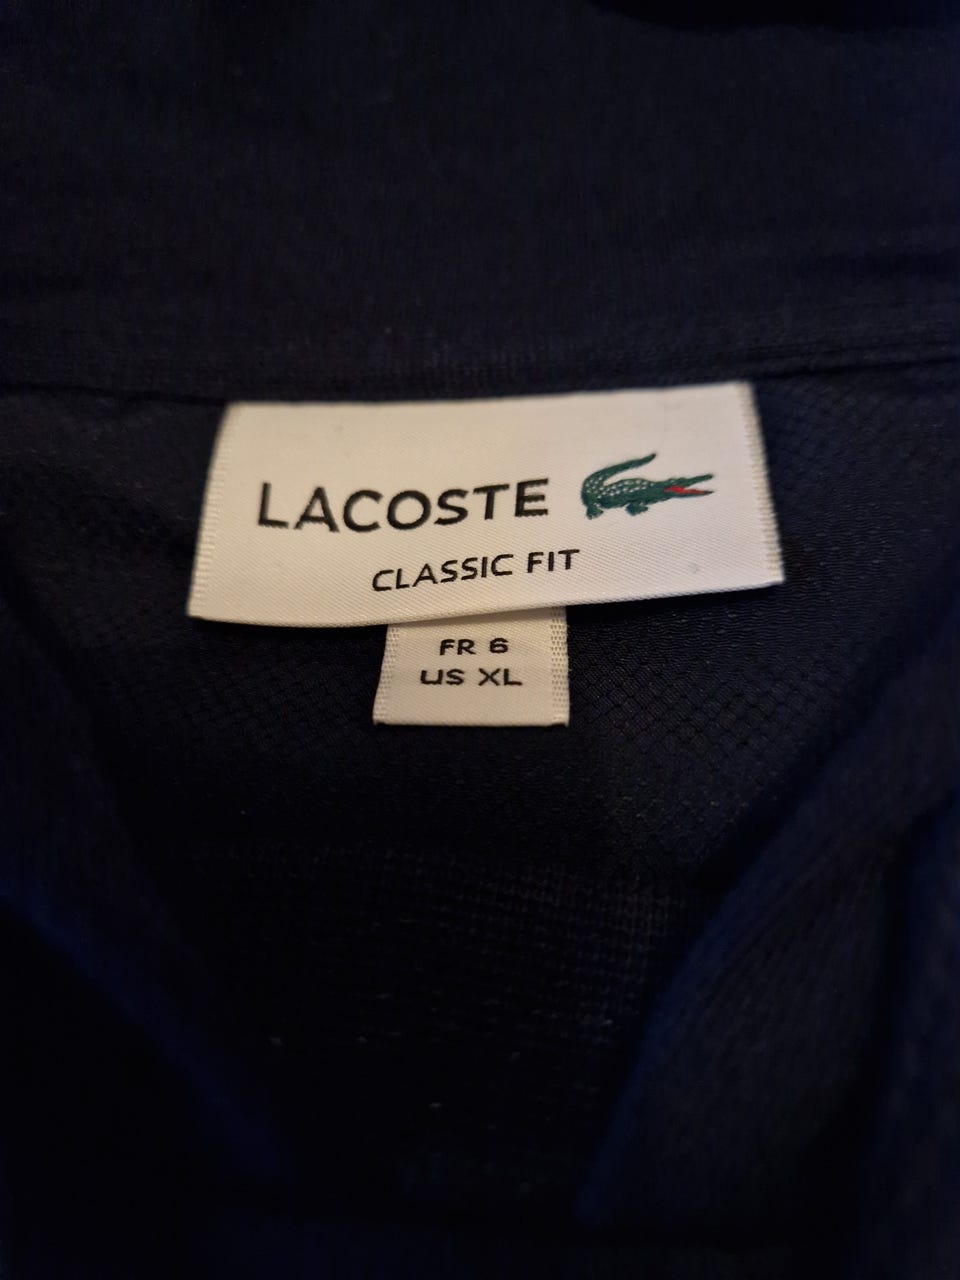 LACOSTE
CLASSIC FIT
FR 6
US XL